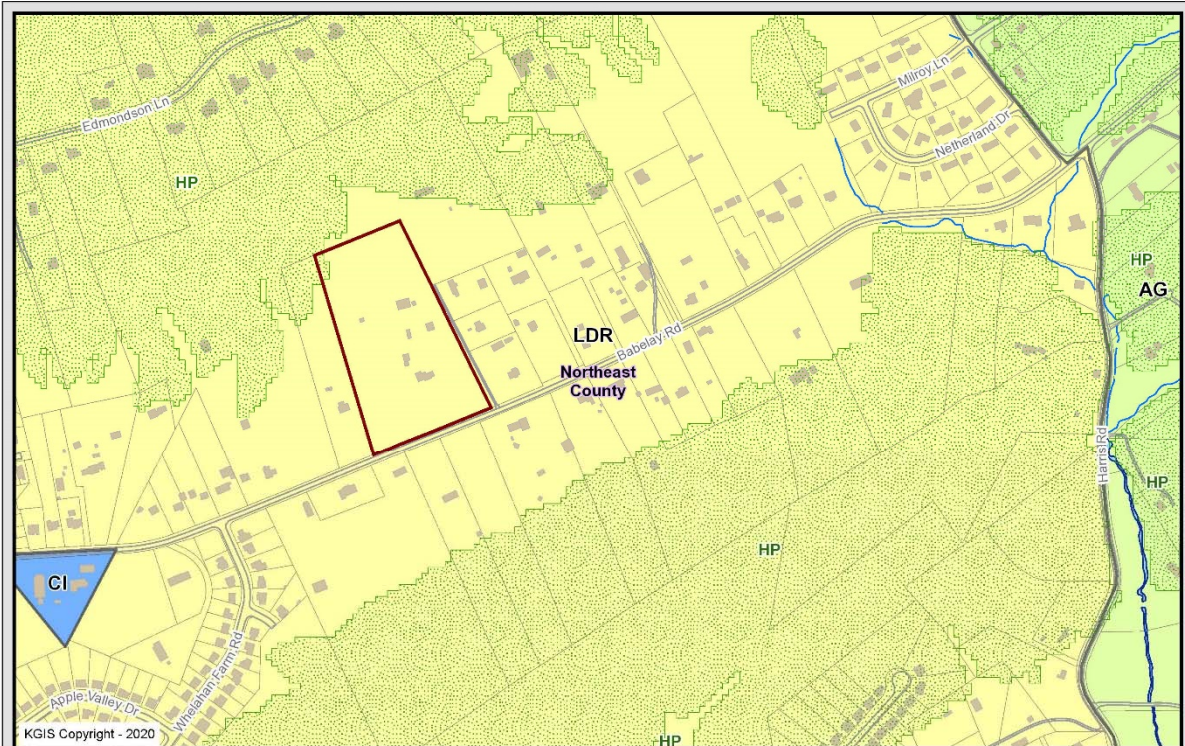 Milroy Ln
Edmondson Ln
Netherland Dr
HP
HP
AG
LDR
Babelay Rd
Northeast
County
Harris Rd
HP
HP
CI
Whelahan Farm Rd
Apple Valley Dr
KGIS Copyright - 2020
HP